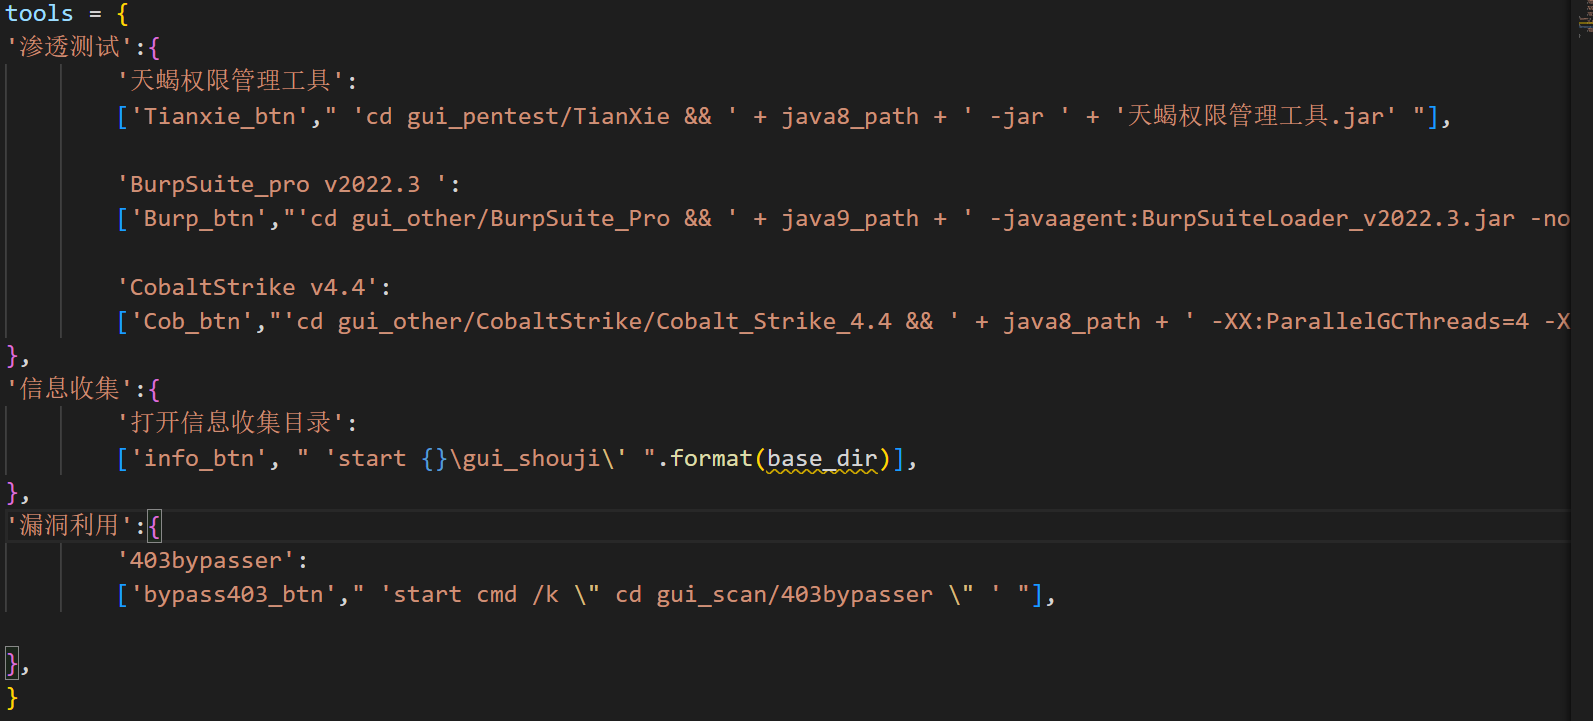 tools = {
'渗透测试':{
'天蝎权限管理工具':
['Tianxie_btn'," 'cd gui_pentest/TianXie && ' + java8_path + ' -jar ' + '天蝎权限管理工具.jar' "],
'BurpSuite_pro v2022.3 ':
['Burp_btn',"'cd gui_other/BurpSuite_Pro && ' + java9_path + ' -javaagent:BurpSuiteLoader_v2022.3.jar -no
'CobaltStrike v4.4':
['Cob_btn',"'cd gui_other/CobaltStrike/Cobalt_Strike_4.4 && ' + java8_path + ' -XX:ParallelGCThreads=4 -X
},
'信息收集':{
'打开信息收集目录':
['info_btn', " 'start {}\gui_shouji\' ".format(base_dir)],
},
'漏洞利用':{
'403bypasser':
['bypass403_btn'," 'start cmd /k \" cd gui_scan/403bypasser \" ' "],
},
}